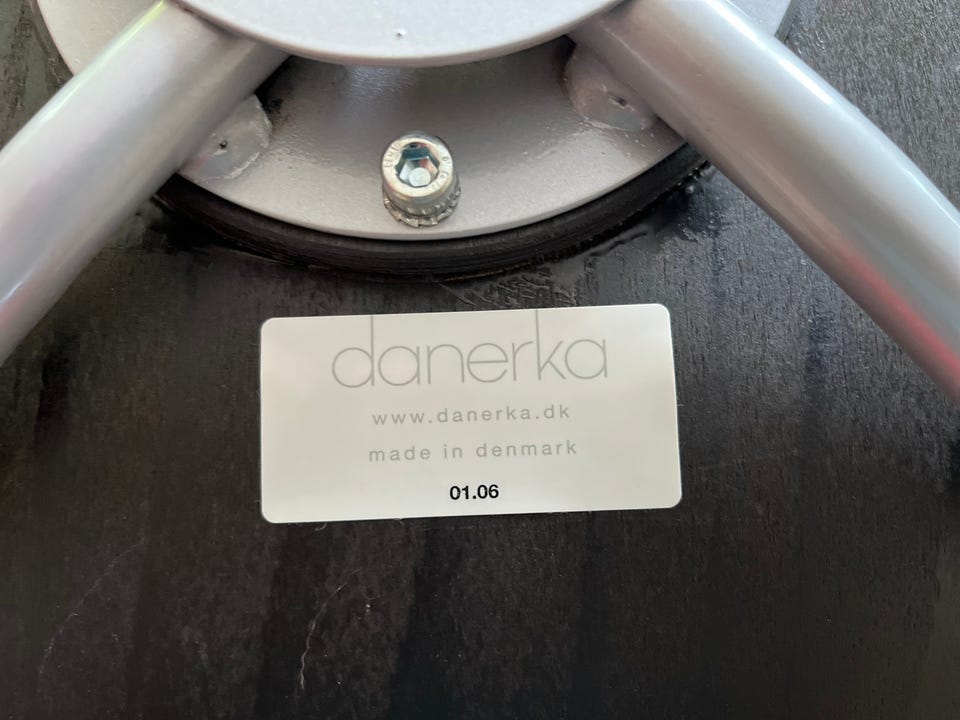 danerka
www.danerka.dk
made in denmark
01.06